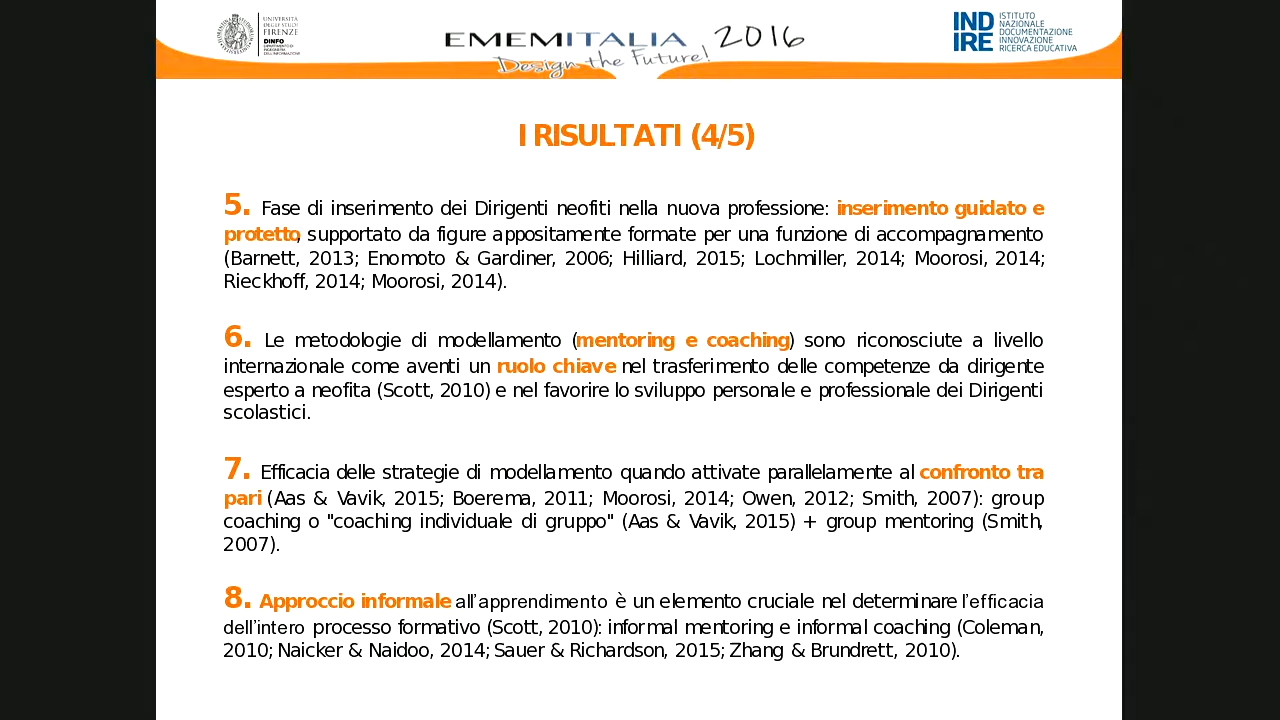 UNIVERSITÀ
DEGLI STUDI
FIRENZE
DINFO
DIPARTIMENTO DI
INGEGNERIA
DELL'INFORMAZIONE
EMEMITALIA 2016
Design the Future!
IND
IRE
ISTITUTO
NAZIONALE
DOCUMENTAZIONE
INNOVAZIONE
RICERCA EDUCATIVA
I RISULTATI (4/5)
5. Fase di inserimento dei Dirigenti neofiti nella nuova professione: inserimento guidato e
protetto, supportato da figure appositamente formate per una funzione di accompagnamento
(Barnett, 2013; Enomoto & Gardiner, 2006; Hilliard, 2015; Lochmiller, 2014; Moorosi, 2014;
Rieckhoff, 2014; Moorosi, 2014).
6. Le metodologie di modellamento (mentoring e coaching) sono riconosciute a livello
internazionale come aventi un ruolo chiave nel trasferimento delle competenze da dirigente
esperto a neofita (Scott, 2010) e nel favorire lo sviluppo personale e professionale dei Dirigenti
scolastici.
7. Efficacia delle strategie di modellamento quando attivate parallelamente al confronto tra
pari (Aas & Vavik, 2015; Boerema, 2011; Moorosi, 2014; Owen, 2012; Smith, 2007): group
coaching o "coaching individuale di gruppo" (Aas & Vavik, 2015) + group mentoring (Smith,
2007).
8. Approccio informale all’apprendimento è un elemento cruciale nel determinare l’efficacia
dell’intero processo formativo (Scott, 2010): informal mentoring e informal coaching (Coleman,
2010; Naicker & Naidoo, 2014; Sauer & Richardson, 2015; Zhang & Brundrett, 2010).